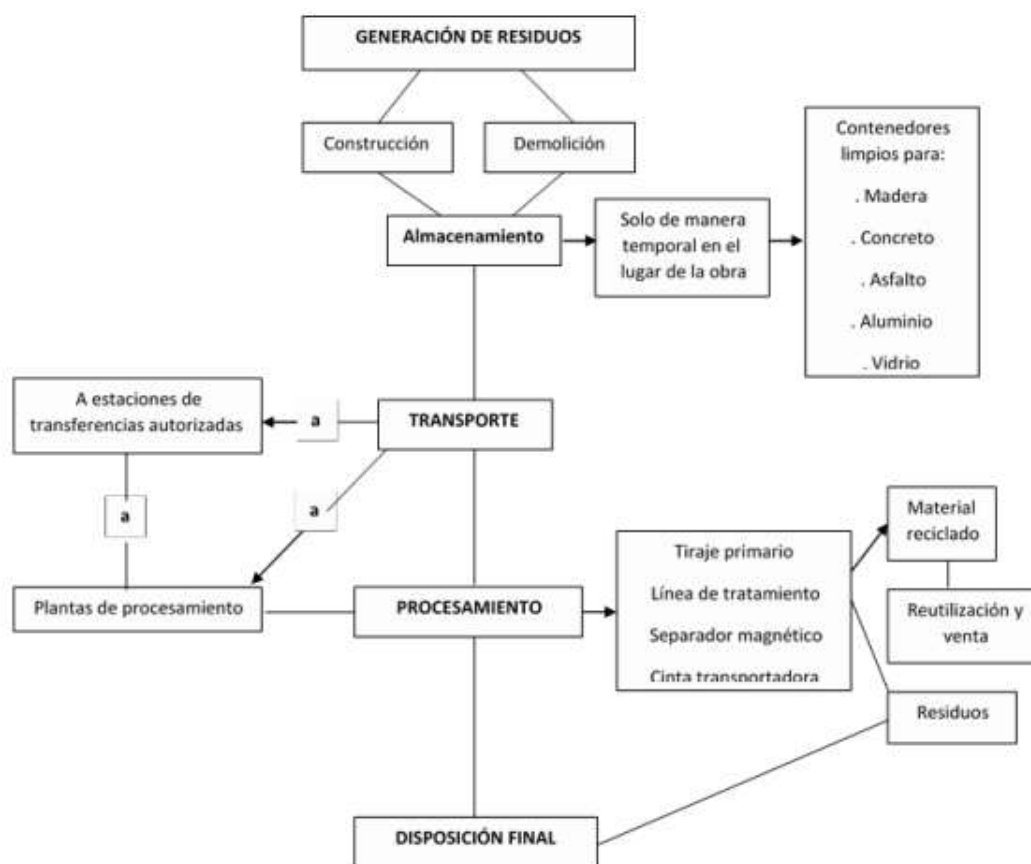 GENERACIÓN DE RESIDUOS
Construcción
Demolición
Almacenamiento
Solo de manera
temporal en el
lugar de la obra
Contenedores
limpios para:
. Madera
. Concreto
. Asfalto
. Aluminio
. Vidrio
A estaciones de
transferencias autorizadas
a
TRANSPORTE
a
a
Plantas de procesamiento
PROCESAMIENTO
Tiraje primario
Línea de tratamiento
Separador magnético
Cinta transportadora
Material
reciclado
Reutilización y
venta
Residuos
DISPOSICIÓN FINAL